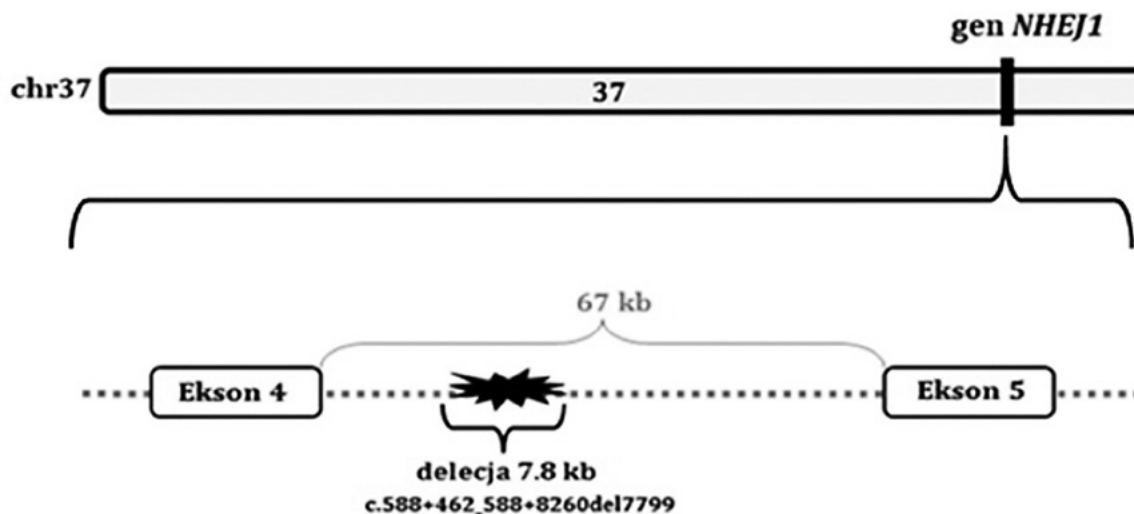 gen NHEJ1
chr37
37
67 kb
Ekson 4
Ekson 5
delecja 7.8 kb
c.588+462_588+8260del7799